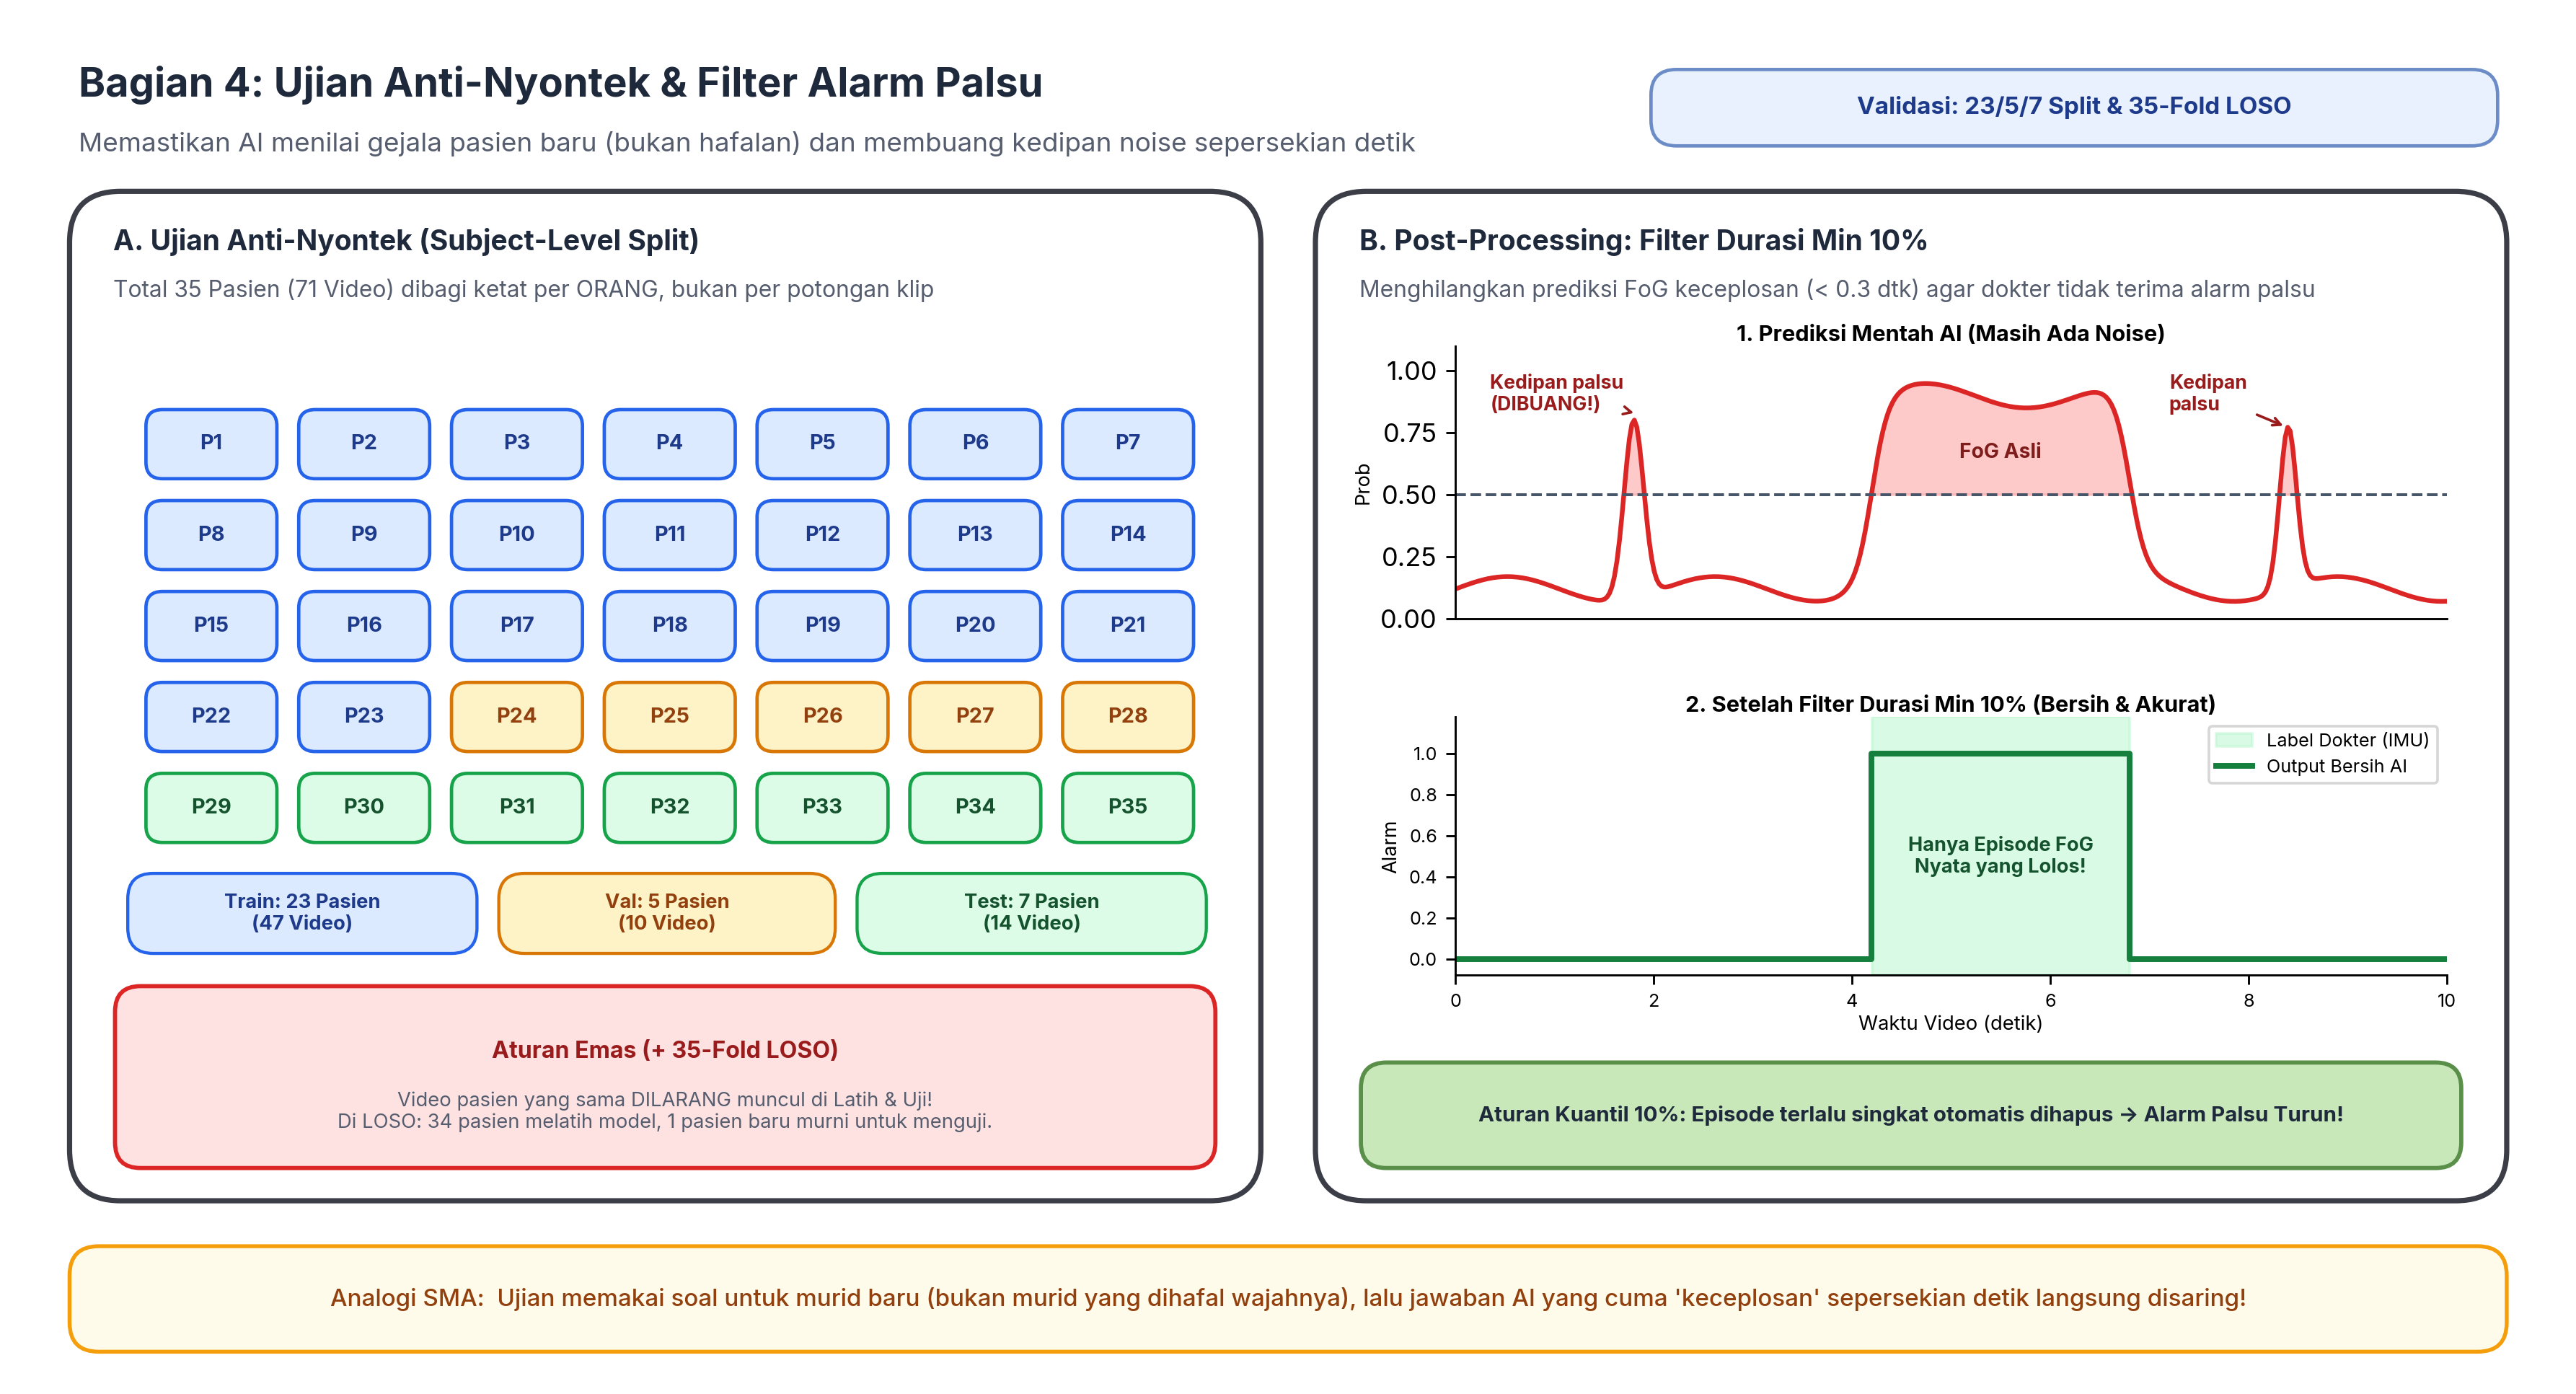 Bagian 4: Ujian Anti-Nyontek & Filter Alarm Palsu
Memastikan AI menilai gejala pasien baru (bukan hafalan) dan membuang kedipan noise sepersekian detik
Validasi: 23/5/7 Split & 35-Fold LOSO
A. Ujian Anti-Nyontek (Subject-Level Split)
Total 35 Pasien (71 Video) dibagi ketat per ORANG, bukan per potongan klip
P1 P2 P3 P4 P5 P6 P7
P8 P9 P10 P11 P12 P13 P14
P15 P16 P17 P18 P19 P20 P21
P22 P23 P24 P25 P26 P27 P28
P29 P30 P31 P32 P33 P34 P35
Train: 23 Pasien
(47 Video)
Val: 5 Pasien
(10 Video)
Test: 7 Pasien
(14 Video)
Aturan Emas (+ 35-Fold LOSO)
Video pasien yang sama DILARANG muncul di Latih & Uji!
Di LOSO: 34 pasien melatih model, 1 pasien baru murni untuk menguji.
B. Post-Processing: Filter Durasi Min 10%
Menghilangkan prediksi FoG keceplosan (< 0.3 dtk) agar dokter tidak terima alarm palsu
1. Prediksi Mentah AI (Masih Ada Noise)
Prob
1.00
0.75
0.50
0.25
0.00
Kedipan palsu
(DIBUANG!)
FoG Asli
Kedipan
palsu
2. Setelah Filter Durasi Min 10% (Bersih & Akurat)
Alarm
1.0
0.8
0.6
0.4
0.2
0.0
Label Dokter (IMU)
Output Bersih AI
Hanya Episode FoG
Nyata yang Lolos!
0 2 4 6 8 10
Waktu Video (detik)
Aturan Kuantil 10%: Episode terlalu singkat otomatis dihapus → Alarm Palsu Turun!
Analogi SMA: Ujian memakai soal untuk murid baru (bukan murid yang dihafal wajahnya), lalu jawaban AI yang cuma 'keceplosan' sepersekian detik langsung disaring!